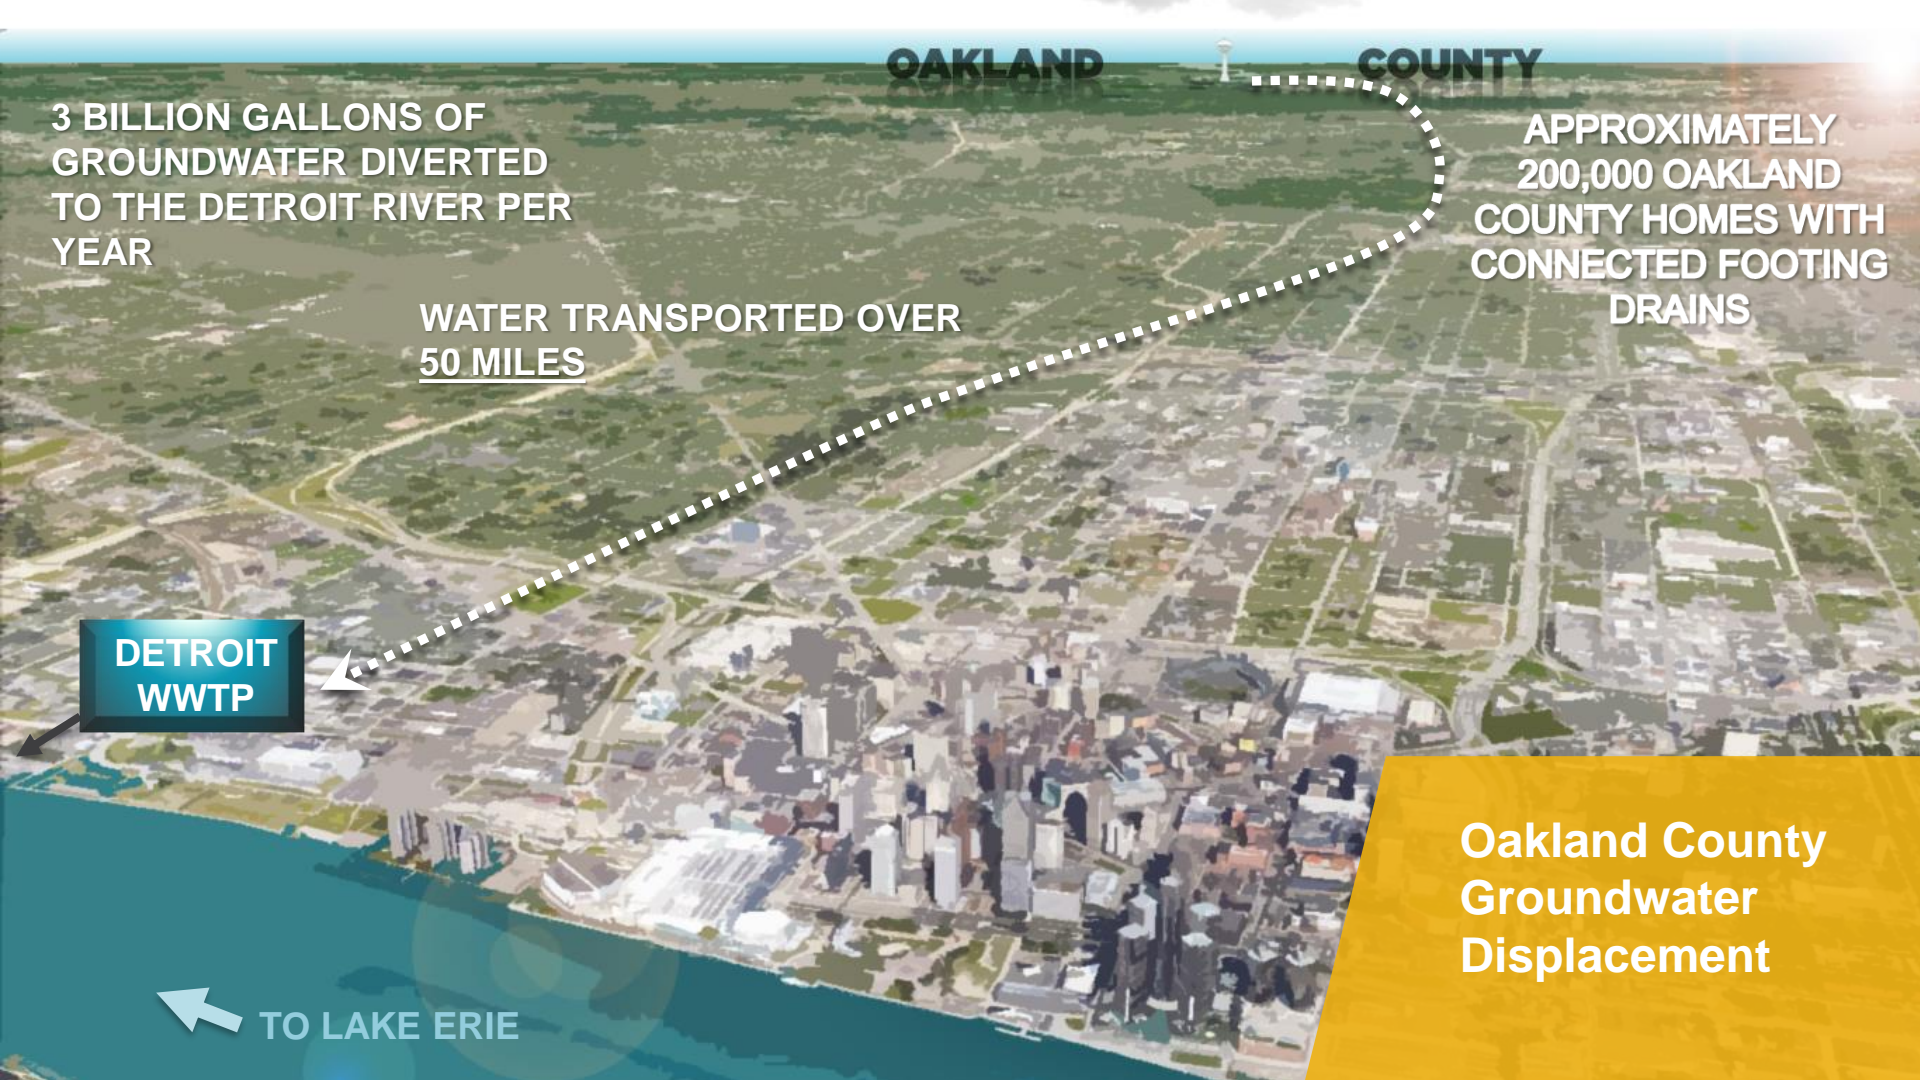 OAKLAND COUNTY
3 BILLION GALLONS OF
GROUNDWATER DIVERTED
TO THE DETROIT RIVER PER
YEAR
APPROXIMATELY
200,000 OAKLAND
COUNTY HOMES WITH
CONNECTED FOOTING
DRAINS
WATER TRANSPORTED OVER
50 MILES
DETROIT
WWTP
Oakland County
Groundwater
Displacement
TO LAKE ERIE